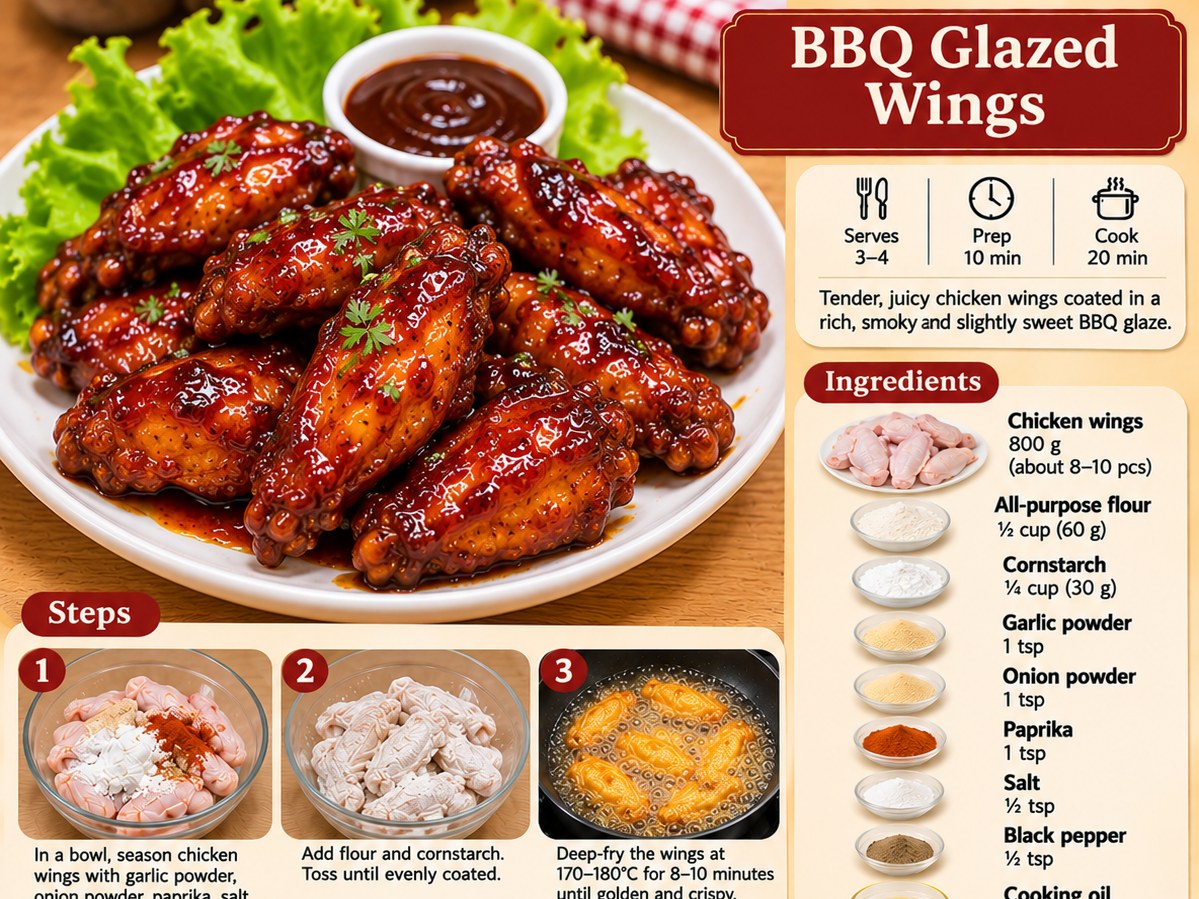 BBQ Glazed
Wings
Serves
3–4
Prep
10 min
Cook
20 min
Tender, juicy chicken wings coated in a
rich, smoky and slightly sweet BBQ glaze.
Ingredients
Chicken wings
800 g
(about 8–10 pcs)
All-purpose flour
½ cup (60 g)
Cornstarch
¼ cup (30 g)
Garlic powder
1 tsp
Onion powder
1 tsp
Paprika
1 tsp
Salt
½ tsp
Black pepper
½ tsp
Cooking oil
Steps
1
In a bowl, season chicken
wings with garlic powder,
onion powder, paprika, salt
2
Add flour and cornstarch.
Toss until evenly coated.
3
Deep-fry the wings at
170–180°C for 8–10 minutes
until golden and crispy.